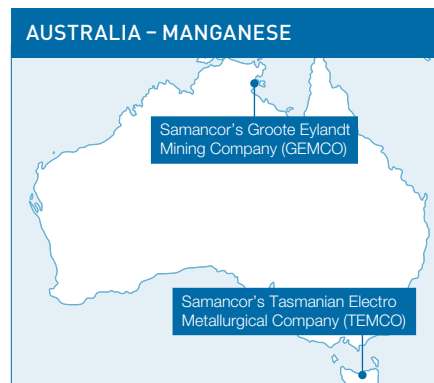 AUSTRALIA – MANGANESE
Samancor's Groote Eylandt
Mining Company (GEMCO)
Samancor's Tasmanian Electro
Metallurgical Company (TEMCO)